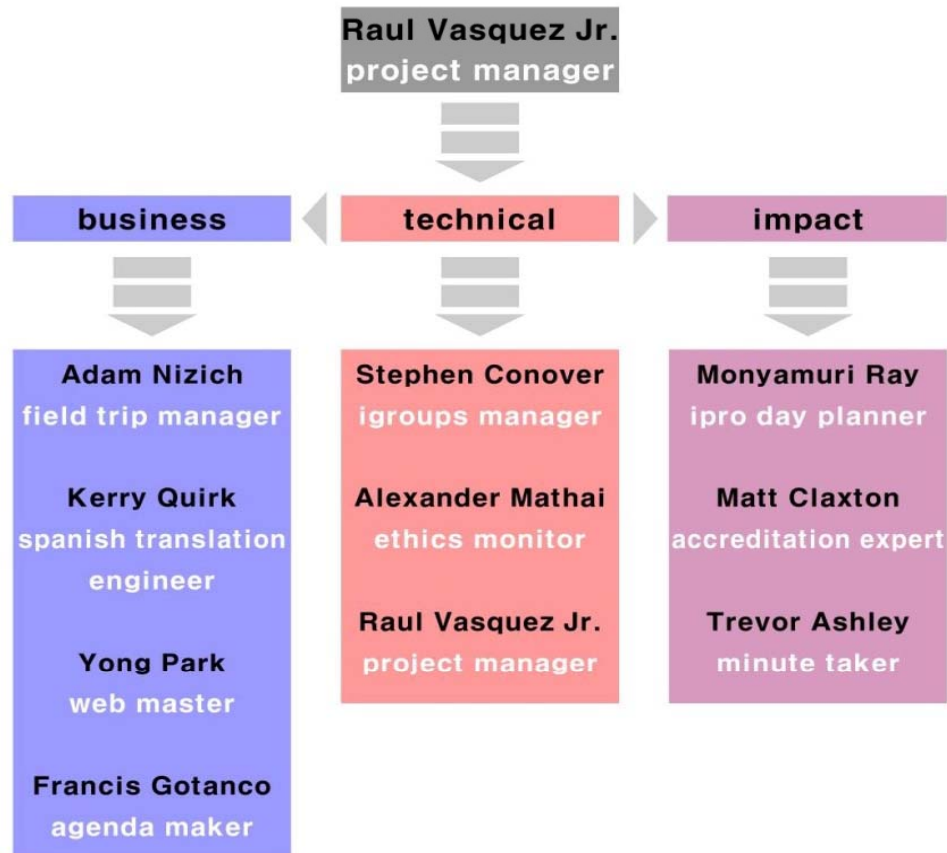 Raul Vasquez Jr.
project manager
business
technical
impact
Adam Nizich
field trip manager
Kerry Quirk
spanish translation
engineer
Yong Park
web master
Francis Gotanco
agenda maker
Stephen Conover
igroups manager
Alexander Mathai
ethics monitor
Raul Vasquez Jr.
project manager
Monyamuri Ray
ipro day planner
Matt Claxton
accreditation expert
Trevor Ashley
minute taker